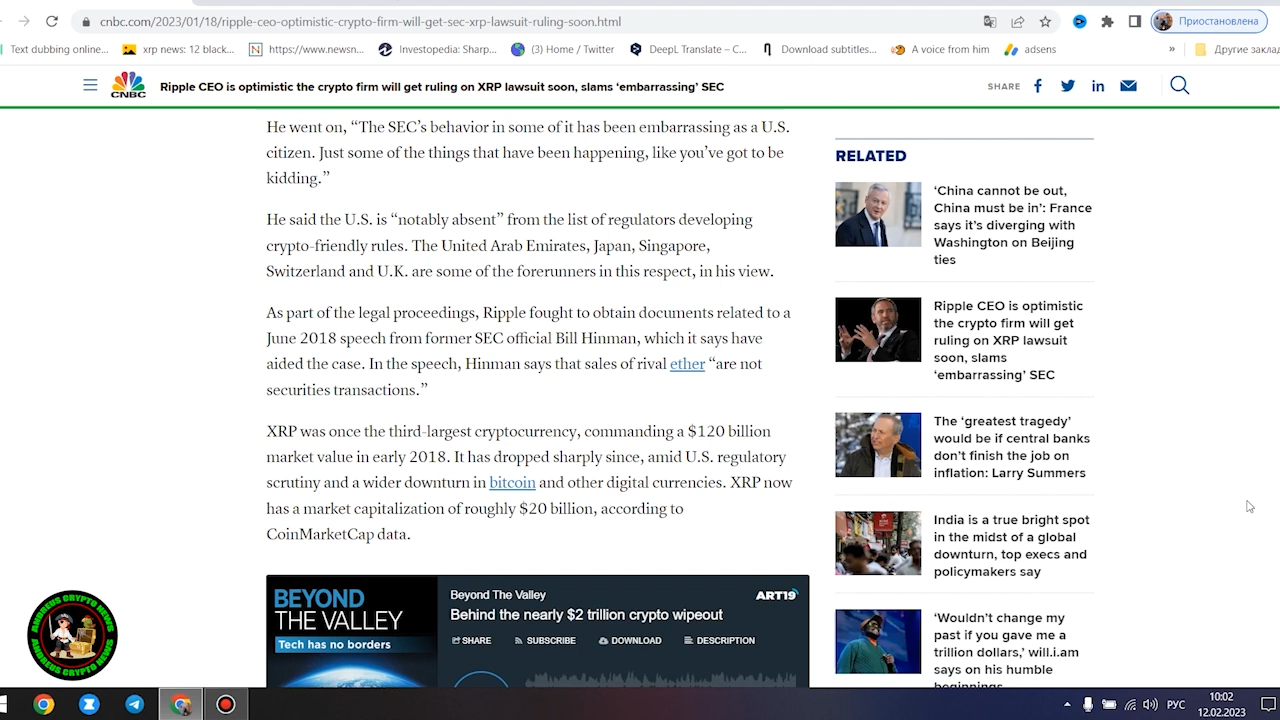 cnbc.com/2023/01/18/ripple-ceo-optimistic-crypto-firm-will-get-sec-xrp-lawsuit-ruling-soon.html
Приостановлена
Text dubbing online...
xrp news: 12 black...
https://www.newsn...
Investopedia: Sharp...
(3) Home / Twitter
DeepL Translate – C...
Download subtitles...
A voice from him
adsens
»
Другие заклад
CNBC
Ripple CEO is optimistic the crypto firm will get ruling on XRP lawsuit soon, slams ‘embarrassing’ SEC
SHARE
He went on, “The SEC’s behavior in some of it has been embarrassing as a U.S.
citizen. Just some of the things that have been happening, like you’ve got to be
kidding.”
He said the U.S. is “notably absent” from the list of regulators developing
crypto-friendly rules. The United Arab Emirates, Japan, Singapore,
Switzerland and U.K. are some of the forerunners in this respect, in his view.
As part of the legal proceedings, Ripple fought to obtain documents related to a
June 2018 speech from former SEC official Bill Hinman, which it says have
aided the case. In the speech, Hinman says that sales of rival ether “are not
securities transactions.”
XRP was once the third-largest cryptocurrency, commanding a $120 billion
market value in early 2018. It has dropped sharply since, amid U.S. regulatory
scrutiny and a wider downturn in bitcoin and other digital currencies. XRP now
has a market capitalization of roughly $20 billion, according to
CoinMarketCap data.
BEYOND
THE VALLEY
Tech has no borders
Beyond The Valley
ART19
Behind the nearly $2 trillion crypto wipeout
SHARE
SUBSCRIBE
DOWNLOAD
DESCRIPTION
RELATED
‘China cannot be out,
China must be in’: France
says it’s diverging with
Washington on Beijing
ties
Ripple CEO is optimistic
the crypto firm will get
ruling on XRP lawsuit
soon, slams
‘embarrassing’ SEC
The ‘greatest tragedy’
would be if central banks
don’t finish the job on
inflation: Larry Summers
India is a true bright spot
in the midst of a global
downturn, top execs and
policymakers say
‘Wouldn’t change my
past if you gave me a
trillion dollars,’ will.i.am
says on his humble
beginnings
ANDREUS CRYPTO NEWS
ANDREUS CRYPTO NEWS
РУС
10:02
12.02.2023